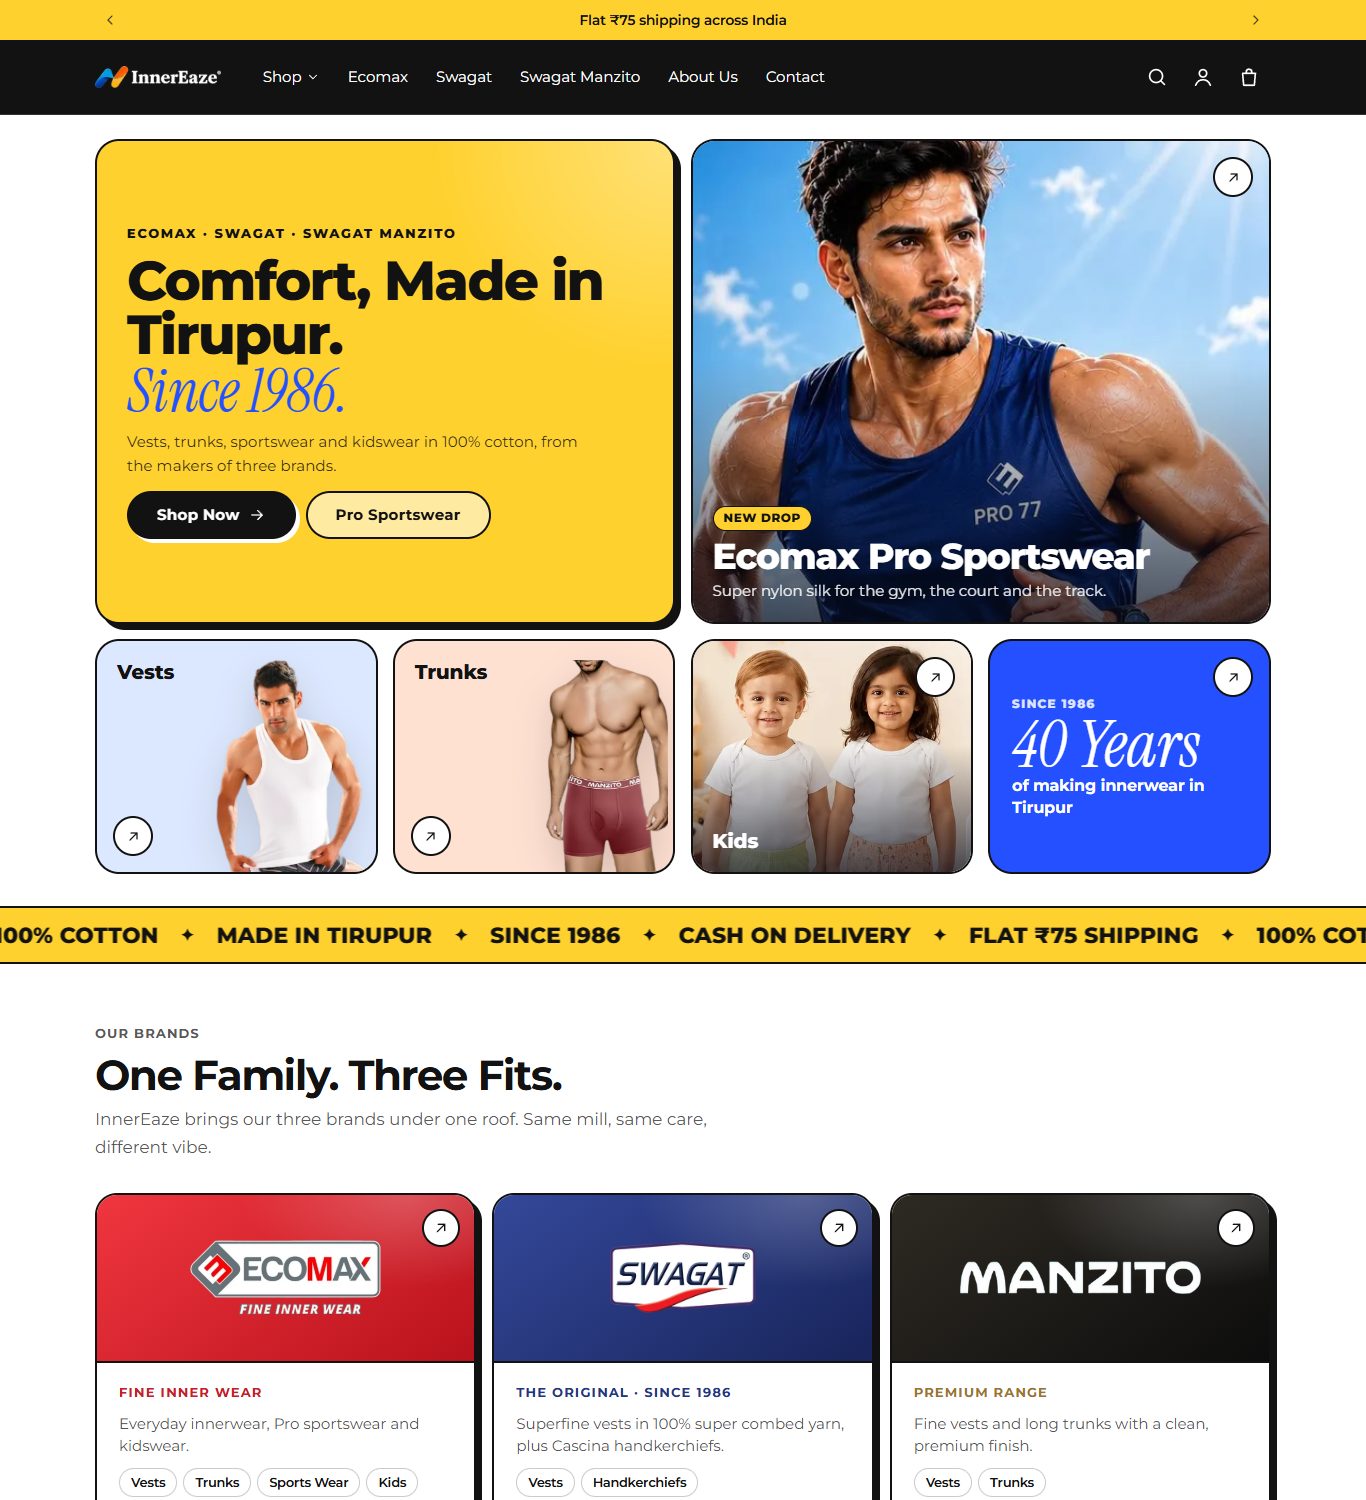 Flat ₹75 shipping across India
InnerEaze®
Shop
Ecomax
Swagat
Swagat Manzito
About Us
Contact
ECOMAX · SWAGAT · SWAGAT MANZITO
Comfort, Made in
Tirupur.
Since 1986.
Vests, trunks, sportswear and kidswear in 100% cotton, from
the makers of three brands.
Shop Now →
Pro Sportswear
PRO 77
NEW DROP
Ecomax Pro Sportswear
Super nylon silk for the gym, the court and the track.
Vests
Trunks
MANZITO
Kids
SINCE 1986
40 Years
of making innerwear in
Tirupur
100% COTTON ✦ MADE IN TIRUPUR ✦ SINCE 1986 ✦ CASH ON DELIVERY ✦ FLAT ₹75 SHIPPING ✦ 100% COT
OUR BRANDS
One Family. Three Fits.
InnerEaze brings our three brands under one roof. Same mill, same care,
different vibe.
ECOMAX
FINE INNER WEAR
FINE INNER WEAR
Everyday innerwear, Pro sportswear and
kidswear.
Vests
Trunks
Sports Wear
Kids
SWAGAT®
THE ORIGINAL · SINCE 1986
Superfine vests in 100% super combed yarn,
plus Cascina handkerchiefs.
Vests
Handkerchiefs
MANZITO
PREMIUM RANGE
Fine vests and long trunks with a clean,
premium finish.
Vests
Trunks